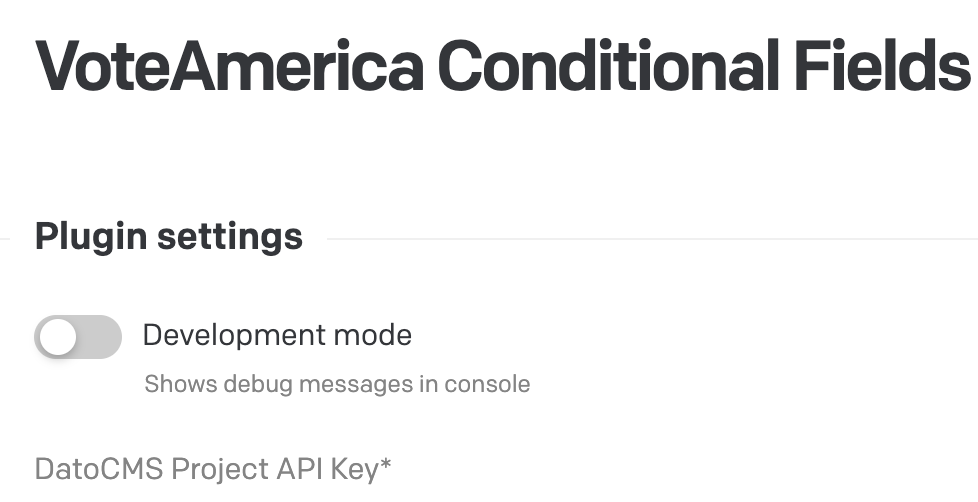 VoteAmerica Conditional Fields
Plugin settings
Development mode
Shows debug messages in console
DatoCMS Project API Key*